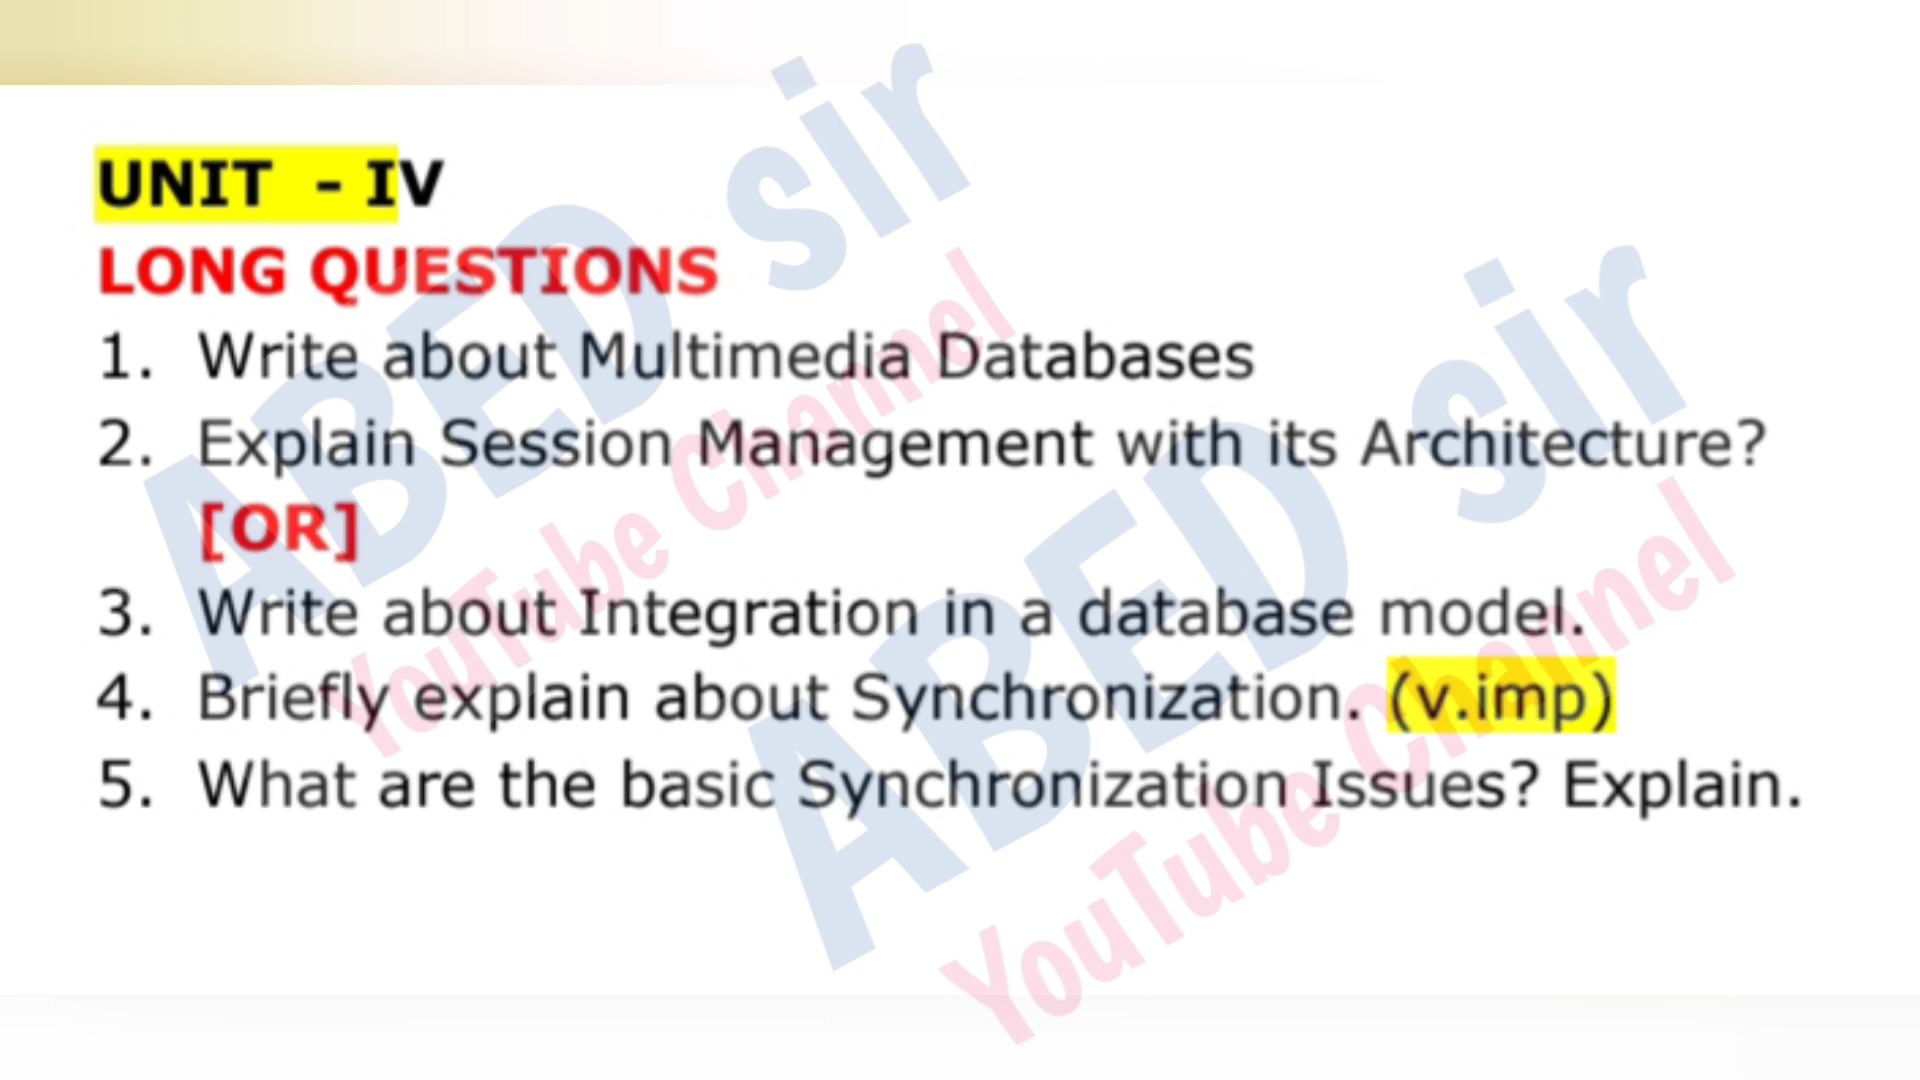 UNIT - IV
LONG QUESTIONS
1. Write about Multimedia Databases
2. Explain Session Management with its Architecture?
[OR]
3. Write about Integration in a database model.
4. Briefly explain about Synchronization. (v.imp)
5. What are the basic Synchronization Issues? Explain.
ABED sir
YouTube Channel
ABED sir
YouTube Channel